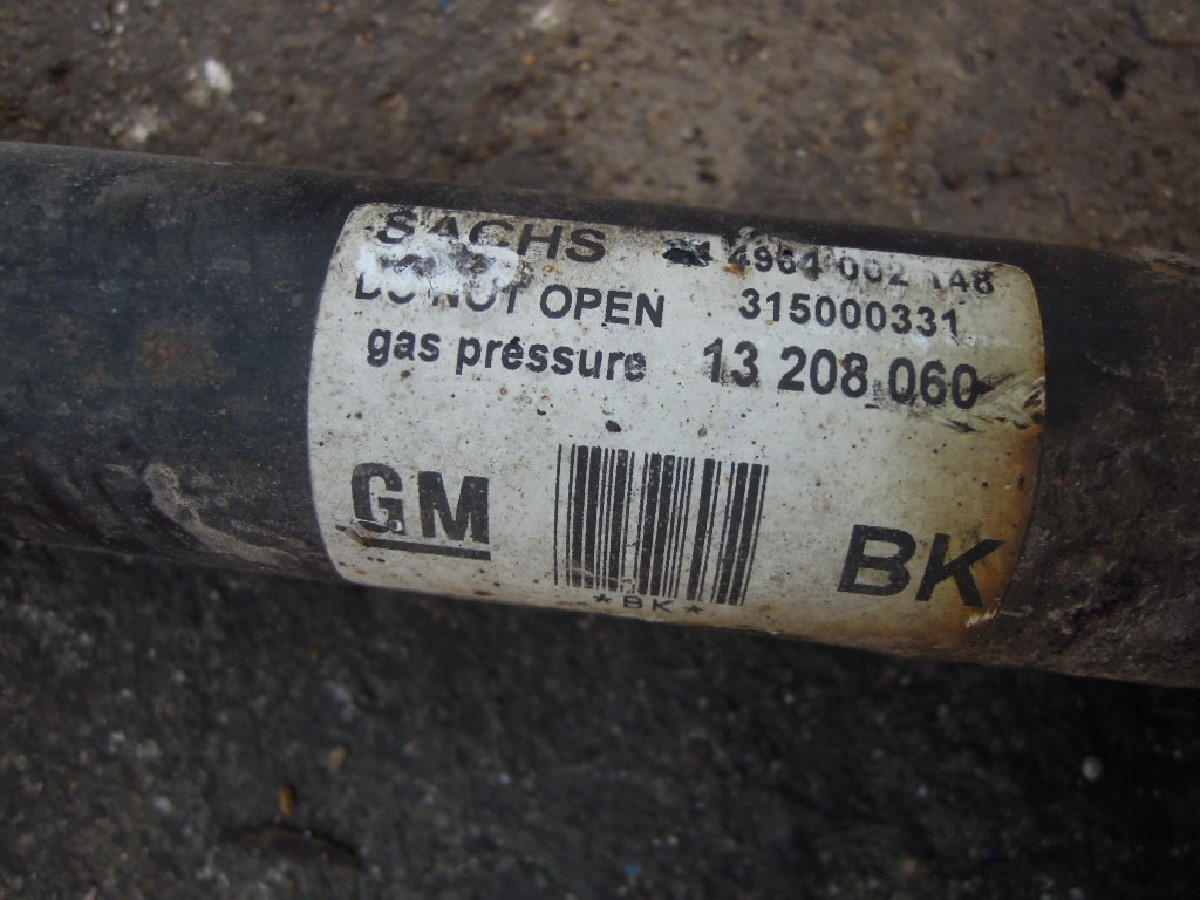 SACHS 4964 002 148
DO NOT OPEN 315000331
gas pressure 13 208 060
GM
*BK*
BK